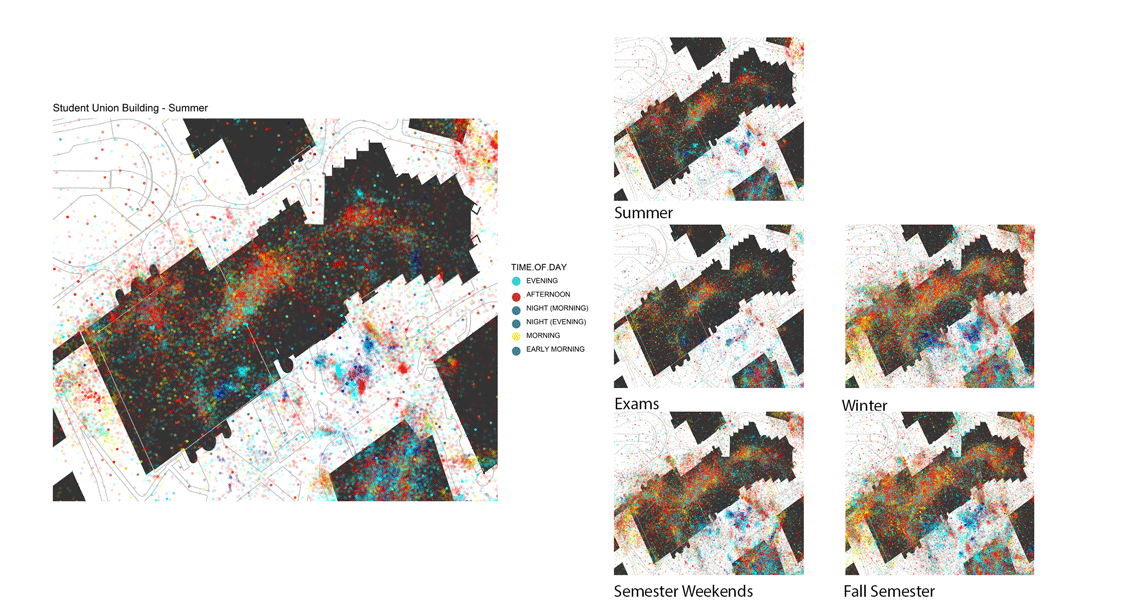 Student Union Building - Summer
TIME.OF.DAY
EVENING
AFTERNOON
NIGHT (MORNING)
NIGHT (EVENING)
MORNING
EARLY MORNING
Summer
Exams
Winter
Semester Weekends
Fall Semester